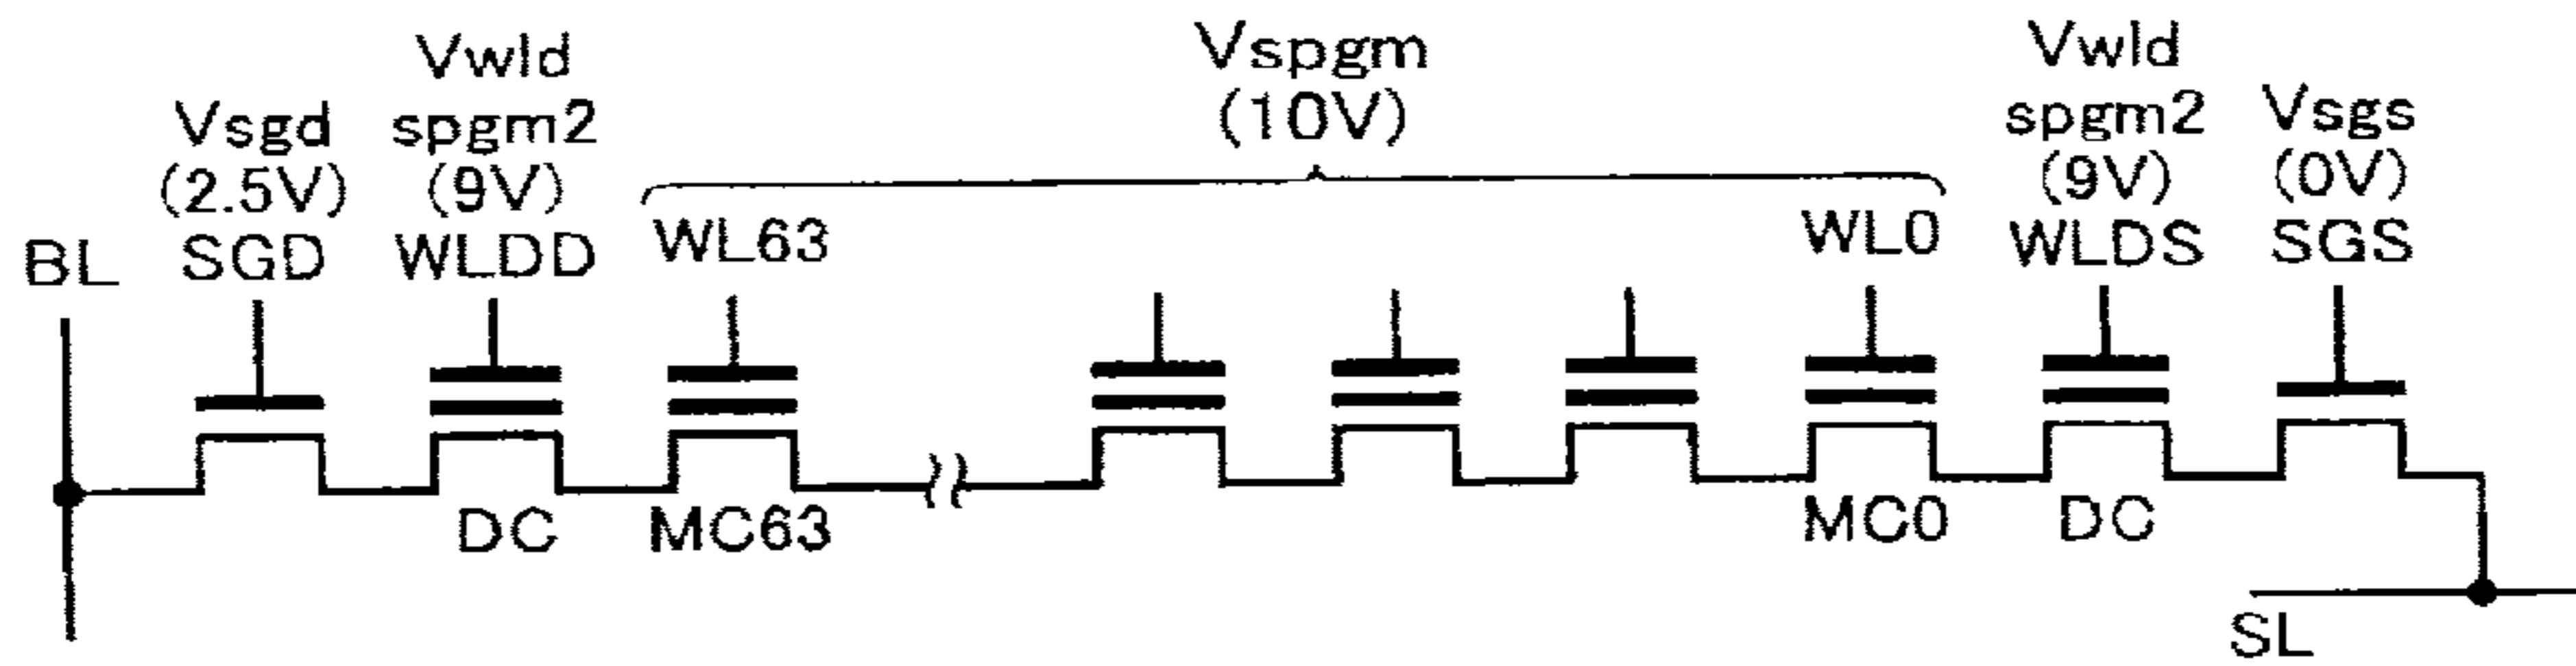 Vsgd
(2.5V)
SGD
Vwld
spgm2
(9V)
WLDD
Vspgm
(10V)
WL63
WL0
Vwld
spgm2
(9V)
WLDS
Vsgs
(0V)
SGS
BL
DC
MC63
MC0
DC
SL